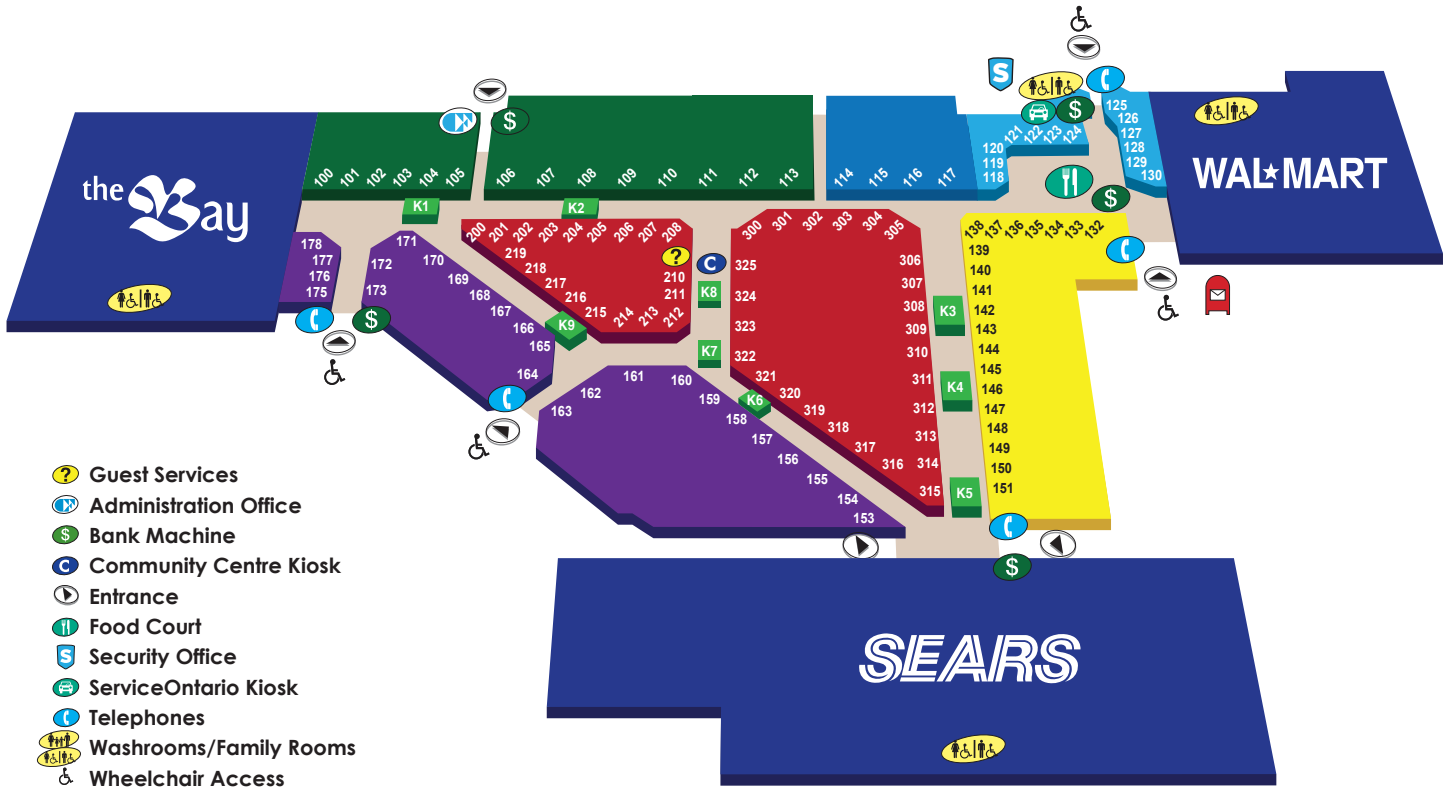 S
$
the Bay
WAL★MART
125
126
127
128
129
130
121
122
123
124
120
119
118
100 101 102 103 104 105
106 107 108 109 110 111 112 113
114 115 116 117
K1
K2
178
177
176
175
171
172
173
170
169
168
167
166
165
164
$
$
200 201 202 203 204 205 206 207 208
219
218
217
216
215
214
213
212
211
210
?
C
K8
K7
K9
300 301 302 303 304 305
325
324
323
322
321
320
319
318
317
316
315
306
307
308
309
310
311
312
313
314
K3
K4
K5
K6
138 137 136 135 134 133 132
139
140
141
142
143
144
145
146
147
148
149
150
151
$
163
162
161
160
159
158
157
156
155
154
153
$
SEARS
? Guest Services
Administration Office
$ Bank Machine
C Community Centre Kiosk
Entrance
Food Court
S Security Office
ServiceOntario Kiosk
Telephones
Washrooms/Family Rooms
Wheelchair Access